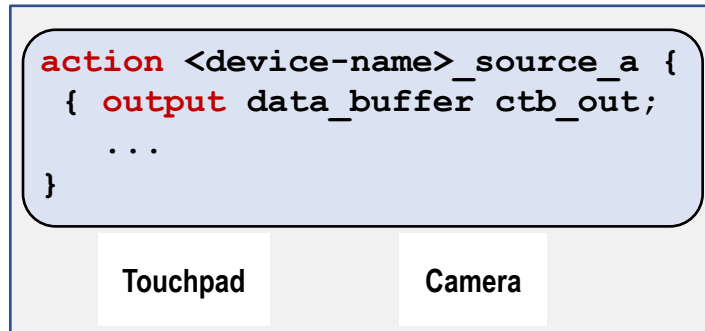 action <device-name>_source_a {
{ output data_buffer ctb_out;
...
}
Touchpad Camera